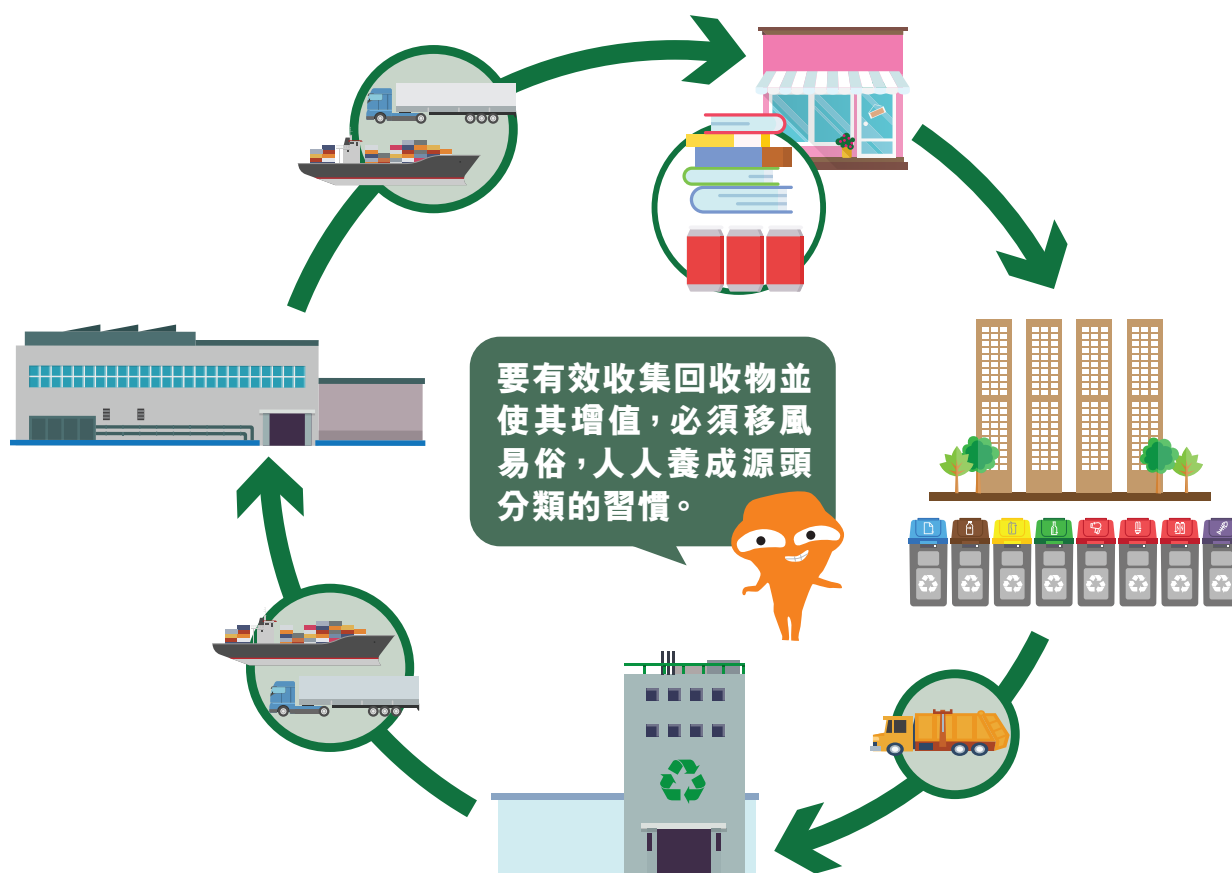 要有效收集回收物並
使其增值，必須移風
易俗，人人養成源頭
分類的習慣。